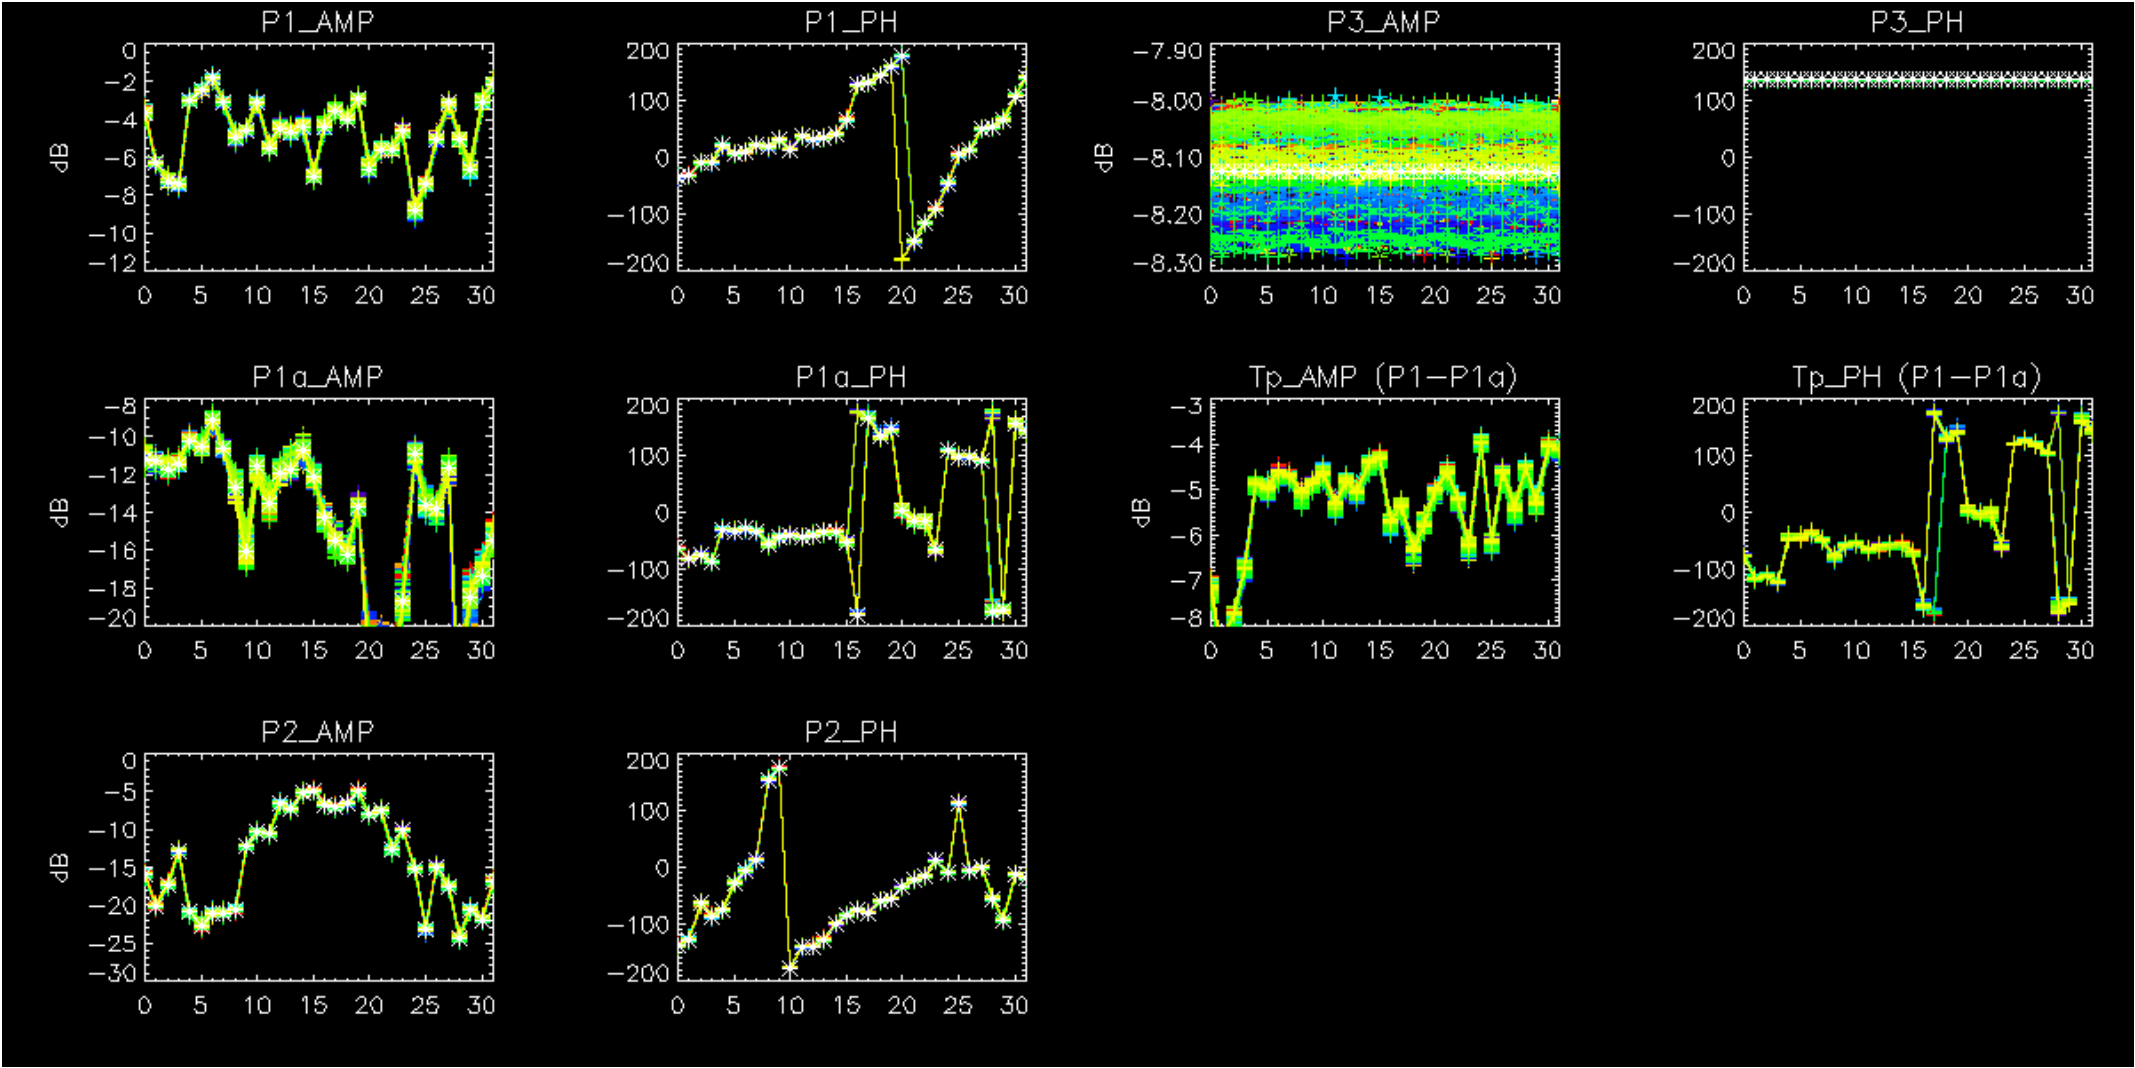 P1_AMP P1_PH P3_AMP P3_PH
0 200 -7.90 200
-2 100 -8.00 100
-4 0 -8.10 0
-6 -100 -8.20 -100
-8 -200 -8.30 -200
-10
-12
dB dB
0 5 10 15 20 25 30 0 5 10 15 20 25 30 0 5 10 15 20 25 30 0 5 10 15 20 25 30
P1a_AMP P1a_PH Tp_AMP (P1-P1a) Tp_PH (P1-P1a)
-8 200 -3 200
-10 100 -4 100
-12 0 -5 0
-14 -100 -6 -100
-16 -200 -7 -200
-18 -8
-20
dB dB
0 5 10 15 20 25 30 0 5 10 15 20 25 30 0 5 10 15 20 25 30 0 5 10 15 20 25 30
P2_AMP P2_PH
0 200
-5 100
-10 0
-15 -100
-20 -200
-25
-30
dB
0 5 10 15 20 25 30 0 5 10 15 20 25 30